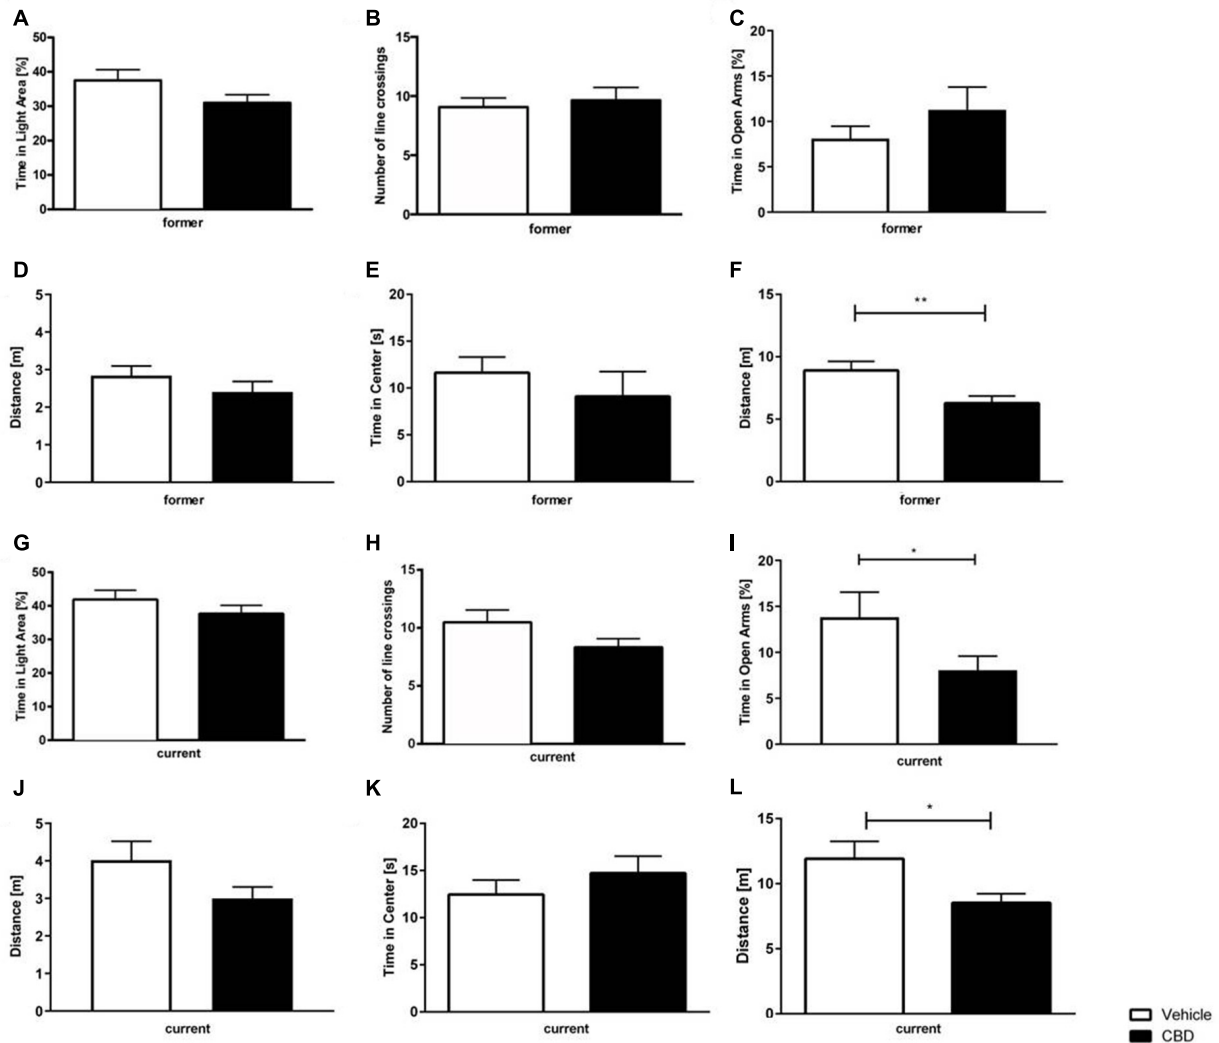 A
Time in Light Area [%]
50
40
30
20
10
0
former
B
Number of line crossings
15
10
5
0
former
C
Time in Open Arms [%]
20
15
10
5
0
former
D
Distance [m]
5
4
3
2
1
0
former
E
Time in Center [s]
20
15
10
5
0
former
F
Distance [m]
15
10
5
0
**
former
G
Time in Light Area [%]
50
40
30
20
10
0
current
H
Number of line crossings
15
10
5
0
current
I
Time in Open Arms [%]
20
15
10
5
0
*
current
J
Distance [m]
5
4
3
2
1
0
current
K
Time in Center [s]
20
15
10
5
0
current
L
Distance [m]
15
10
5
0
*
current
Vehicle
CBD